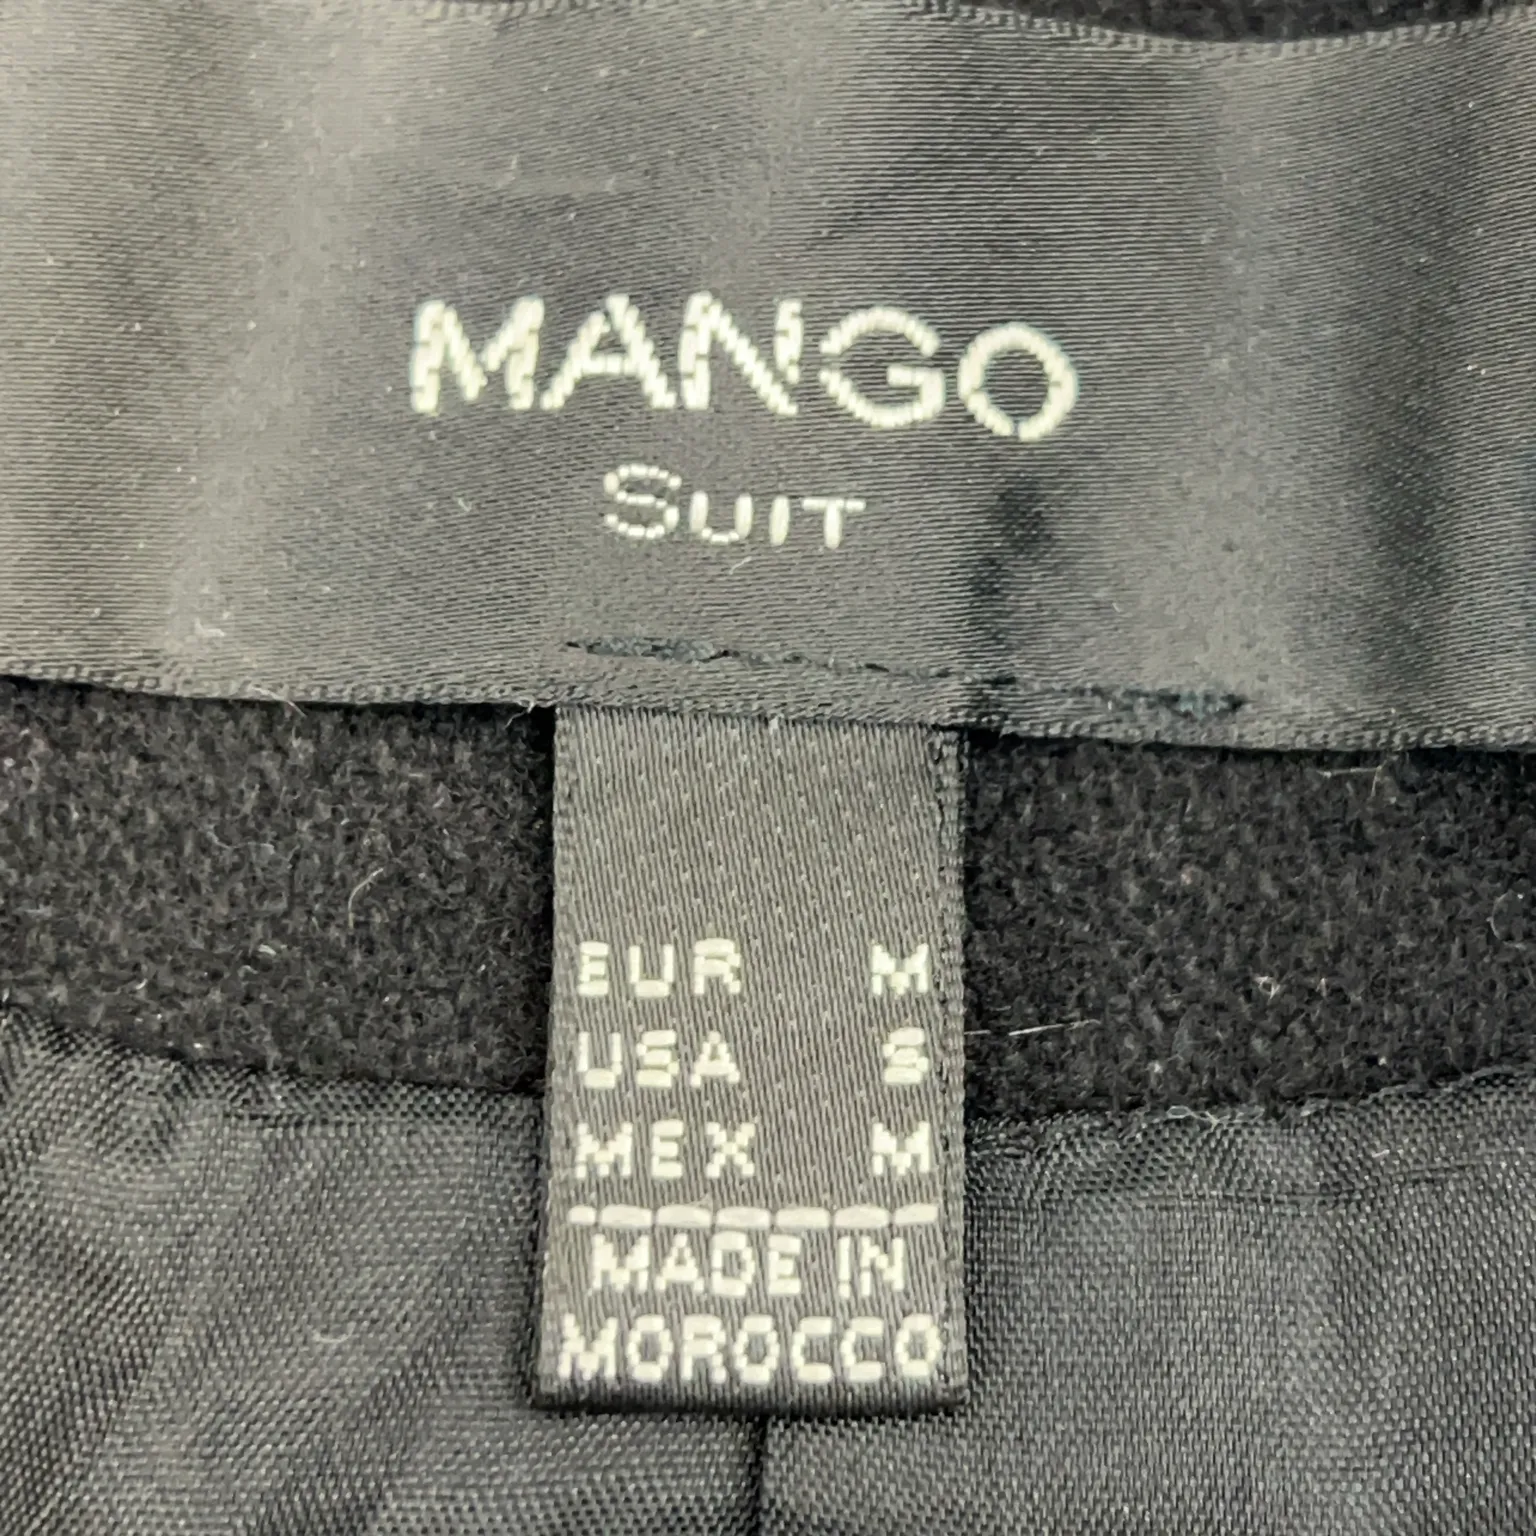 MANGO
SUIT
EUR M
USA S
MEX M
MADE IN
MOROCCO